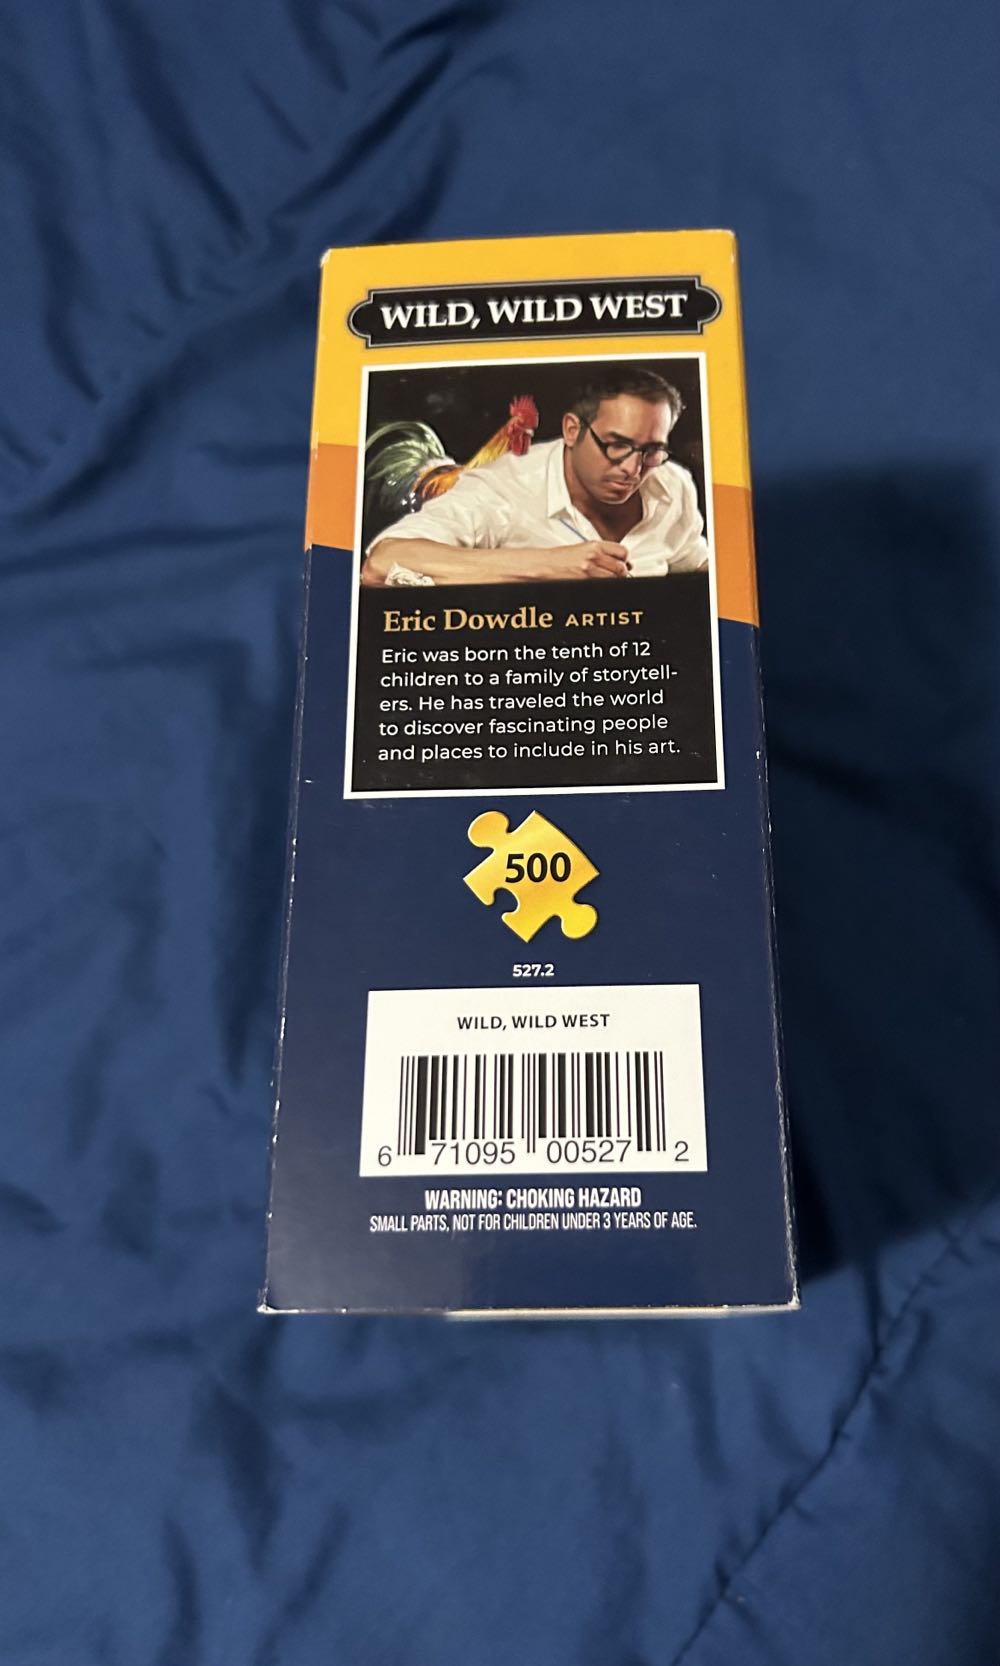 WILD, WILD WEST
Eric Dowdle ARTIST
Eric was born the tenth of 12
children to a family of storytell-
ers. He has traveled the world
to discover fascinating people
and places to include in his art.
500
527.2
WILD, WILD WEST
6 71095 00527 2
WARNING: CHOKING HAZARD
SMALL PARTS, NOT FOR CHILDREN UNDER 3 YEARS OF AGE.